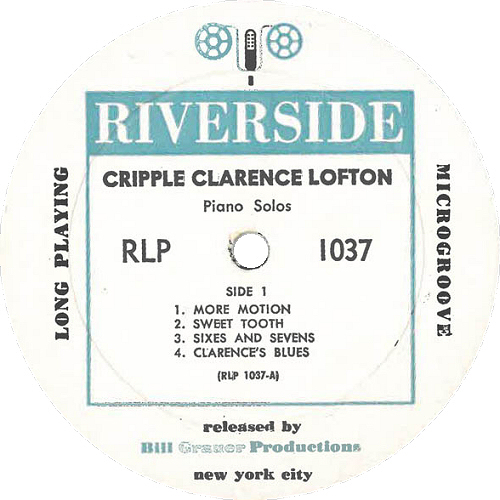 RIVERSIDE
CRIPPLE CLARENCE LOFTON
Piano Solos
RLP 1037
LONG PLAYING
MICROGROOVE
SIDE 1
1. MORE MOTION
2. SWEET TOOTH
3. SIXES AND SEVENS
4. CLARENCE'S BLUES
(RLP 1037-A)
released by
Bill Grauer Productions
new york city